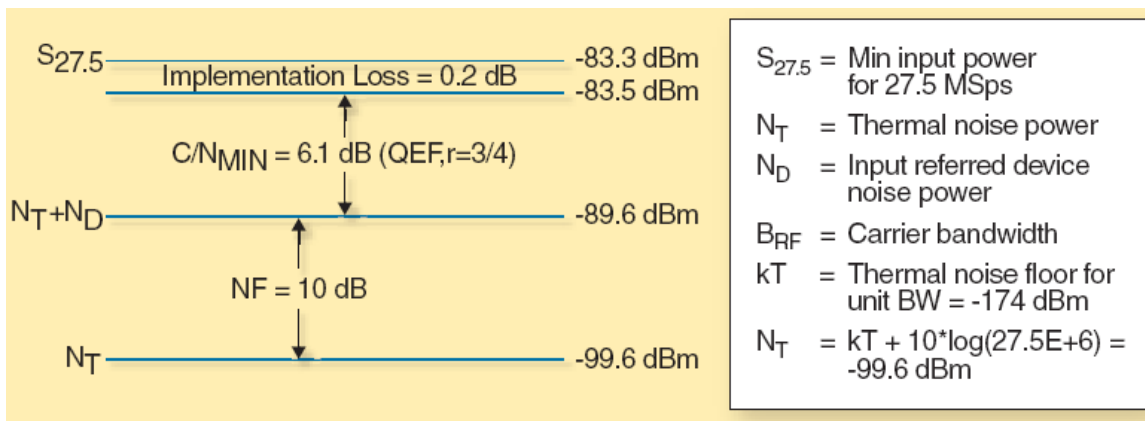 S27.5
-83.3 dBm
Implementation Loss = 0.2 dB
-83.5 dBm
C/NMIN = 6.1 dB (QEF,r=3/4)
NT+ND
-89.6 dBm
NF = 10 dB
NT
-99.6 dBm
S27.5 = Min input power
for 27.5 MSps
NT = Thermal noise power
ND = Input referred device
noise power
BRF = Carrier bandwidth
kT = Thermal noise floor for
unit BW = -174 dBm
NT = kT + 10*log(27.5E+6) =
-99.6 dBm